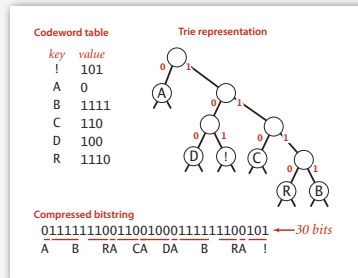 Codeword table
key value
! 101
A 0
B 1111
C 110
D 100
R 1110
Trie representation
0 1
A
0 1
0 1 0 1
D ! C
0 1
R B
Compressed bitstring
011111110011001000111111100101 30 bits
A B RA CA DA B RA !